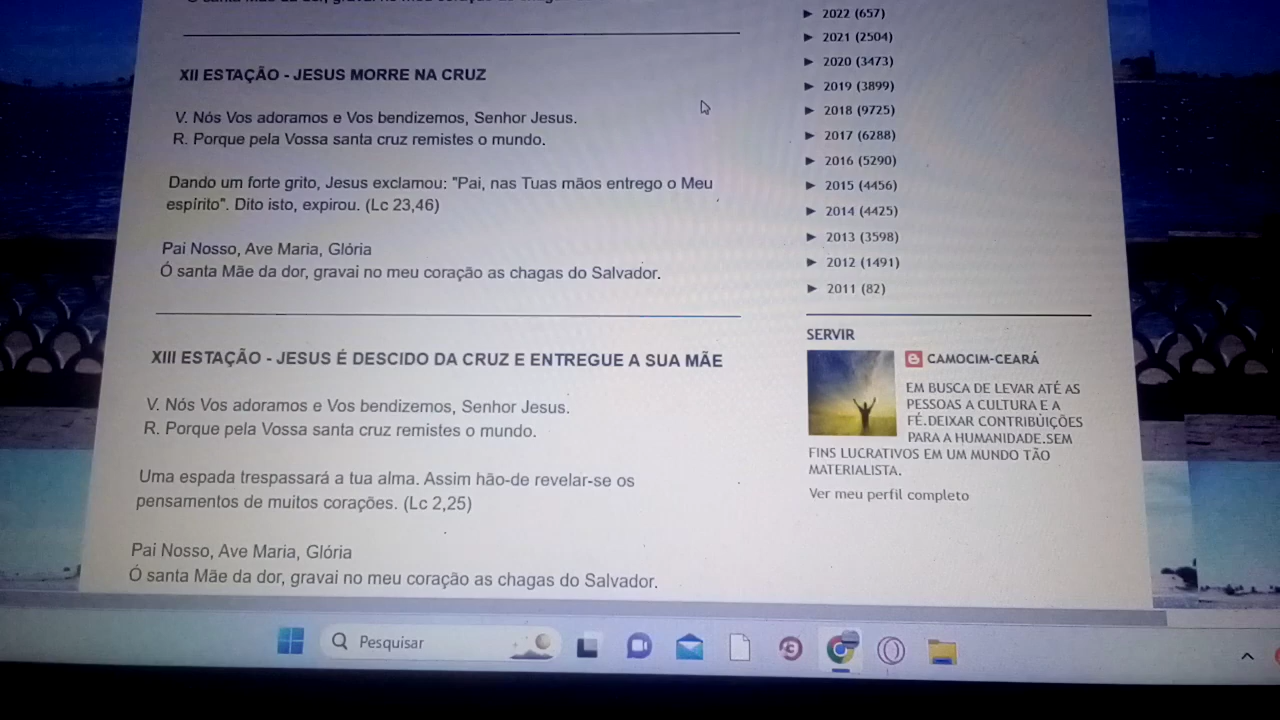 XII ESTAÇÃO - JESUS MORRE NA CRUZ
V. Nós Vos adoramos e Vos bendizemos, Senhor Jesus.
R. Porque pela Vossa santa cruz remistes o mundo.
Dando um forte grito, Jesus exclamou: "Pai, nas Tuas mãos entrego o Meu
espírito". Dito isto, expirou. (Lc 23,46)
Pai Nosso, Ave Maria, Glória
Ó santa Mãe da dor, gravai no meu coração as chagas do Salvador.
XIII ESTAÇÃO - JESUS É DESCIDO DA CRUZ E ENTREGUE A SUA MÃE
V. Nós Vos adoramos e Vos bendizemos, Senhor Jesus.
R. Porque pela Vossa santa cruz remistes o mundo.
Uma espada trespassará a tua alma. Assim hão-de revelar-se os
pensamentos de muitos corações. (Lc 2,25)
Pai Nosso, Ave Maria, Glória
Ó santa Mãe da dor, gravai no meu coração as chagas do Salvador.
► 2022 (657)
► 2021 (2504)
► 2020 (3473)
► 2019 (3899)
► 2018 (9725)
► 2017 (6288)
► 2016 (5290)
► 2015 (4456)
► 2014 (4425)
► 2013 (3598)
► 2012 (1491)
► 2011 (82)
SERVIR
CAMOCIM-CEARÁ
EM BUSCA DE LEVAR ATÉ AS
PESSOAS A CULTURA E A
FÉ.DEIXAR CONTRIBUIÇÕES
PARA A HUMANIDADE.SEM
FINS LUCRATIVOS EM UM MUNDO TÃO
MATERIALISTA.
Ver meu perfil completo
Pesquisar